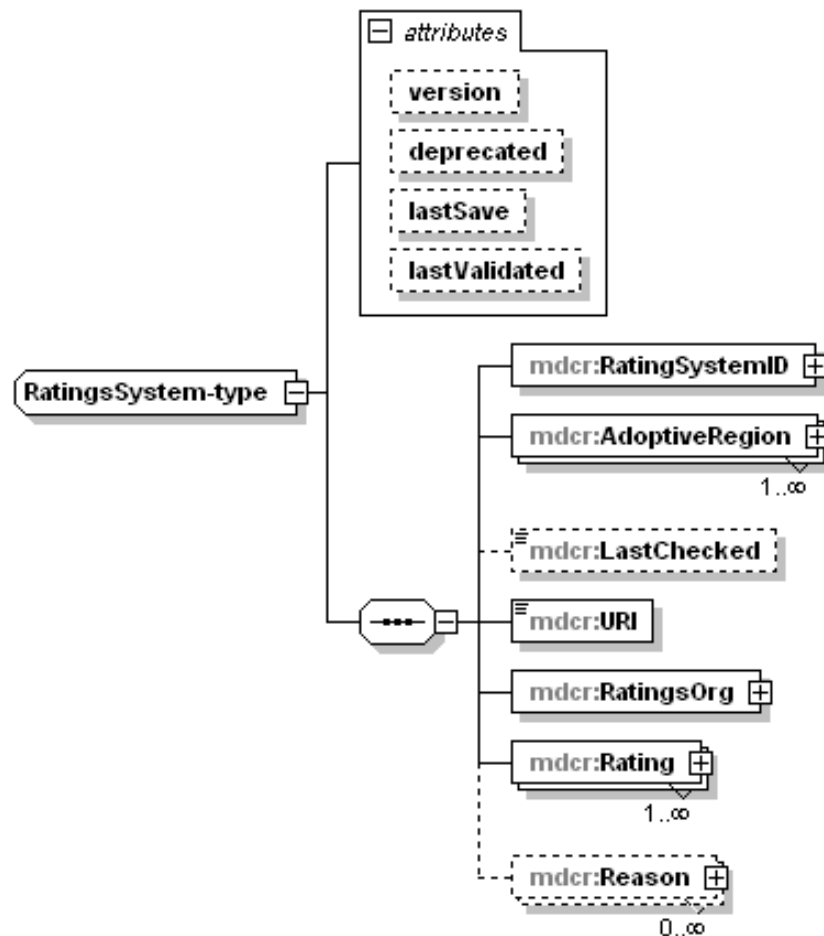 attributes
version
deprecated
lastSave
lastValidated
RatingsSystem-type
mdcr:RatingSystemID
mdcr:AdoptiveRegion
1..∞
mdcr:LastChecked
mdcr:URI
mdcr:RatingsOrg
mdcr:Rating
1..∞
mdcr:Reason
0..∞